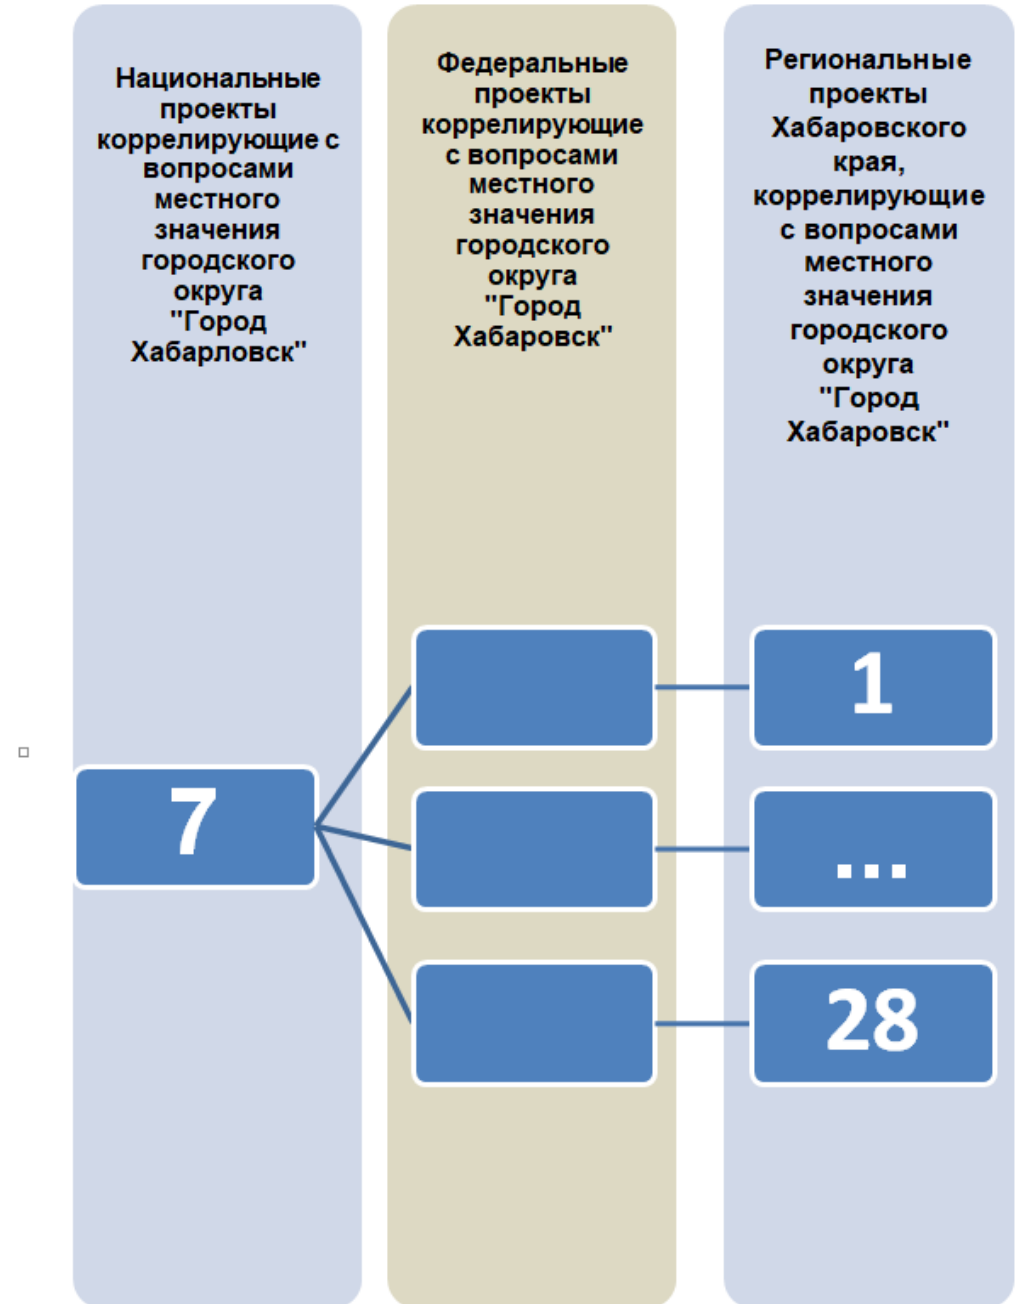 Национальные
проекты
коррелирующие с
вопросами
местного
значения
городского
округа
"Город
Хабарловск"
Федеральные
проекты
коррелирующие
с вопросами
местного
значения
городского
округа
"Город
Хабаровск"
Региональные
проекты
Хабаровского
края,
коррелирующие
с вопросами
местного
значения
городского
округа
"Город
Хабаровск"
7
1
...
28